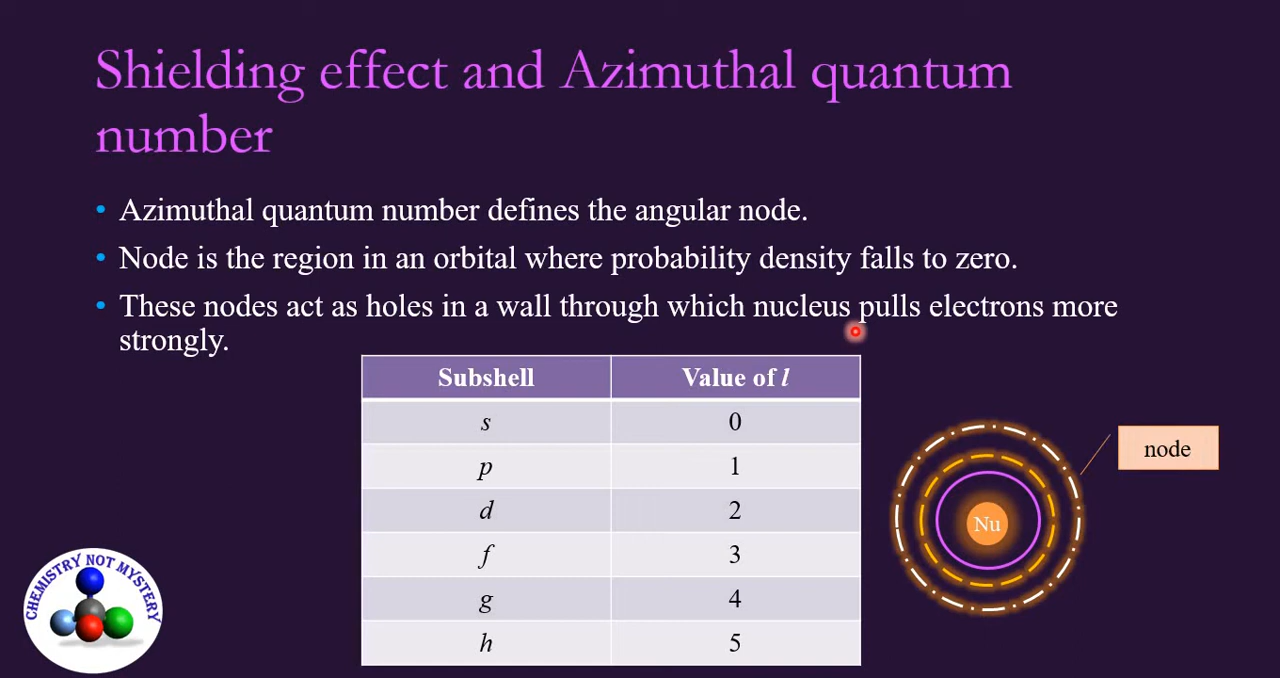 Shielding effect and Azimuthal quantum
number
• Azimuthal quantum number defines the angular node.
• Node is the region in an orbital where probability density falls to zero.
• These nodes act as holes in a wall through which nucleus pulls electrons more
strongly.
Subshell Value of l
s 0
p 1
d 2
f 3
g 4
h 5
node
Nu
CHEMISTRY NOT MYSTERY